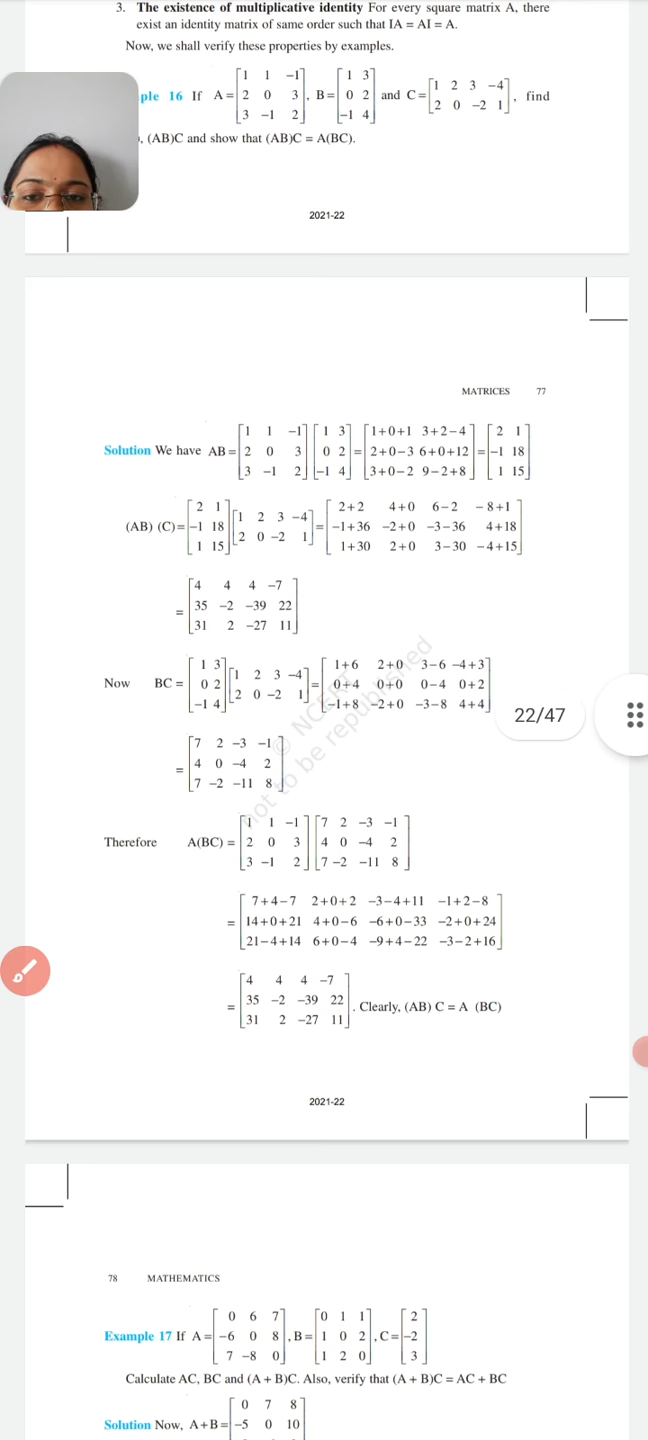 3. The existence of multiplicative identity For every square matrix A, there
exist an identity matrix of same order such that IA = AI = A.
Now, we shall verify these properties by examples.
ple 16 If A = [1 1 −1; 2 0 3; 3 −1 2], B = [1 3; 0 2; −1 4] and C = [1 2 3 −4; 2 0 −2 1], find
, (AB)C and show that (AB)C = A(BC).
2021-22
MATRICES 77
Solution We have AB = [1 1 −1; 2 0 3; 3 −1 2] [1 3; 0 2; −1 4] = [1+0+1 3+2−4; 2+0−3 6+0+12; 3+0−2 9−2+8] = [2 1; −1 18; 1 15]
(AB) (C) = [2 1; −1 18; 1 15] [1 2 3 −4; 2 0 −2 1] = [2+2 4+0 6−2 −8+1; −1+36 −2+0 −3−36 4+18; 1+30 2+0 3−30 −4+15]
= [4 4 4 −7; 35 −2 −39 22; 31 2 −27 11]
Now BC = [1 3; 0 2; −1 4] [1 2 3 −4; 2 0 −2 1] = [1+6 2+0 3−6 −4+3; 0+4 0+0 0−4 0+2; −1+8 −2+0 −3−8 4+4]
22/47
= [7 2 −3 −1; 4 0 −4 2; 7 −2 −11 8]
© NCERT
not to be republished
Therefore A(BC) = [1 1 −1; 2 0 3; 3 −1 2] [7 2 −3 −1; 4 0 −4 2; 7 −2 −11 8]
= [7+4−7 2+0+2 −3−4+11 −1+2−8; 14+0+21 4+0−6 −6+0−33 −2+0+24; 21−4+14 6+0−4 −9+4−22 −3−2+16]
= [4 4 4 −7; 35 −2 −39 22; 31 2 −27 11]. Clearly, (AB) C = A (BC)
2021-22
78 MATHEMATICS
Example 17 If A = [0 6 7; −6 0 8; 7 −8 0], B = [0 1 1; 1 0 2; 1 2 0], C = [2; −2; 3]
Calculate AC, BC and (A + B)C. Also, verify that (A + B)C = AC + BC
Solution Now, A+B = [0 7 8; −5 0 10